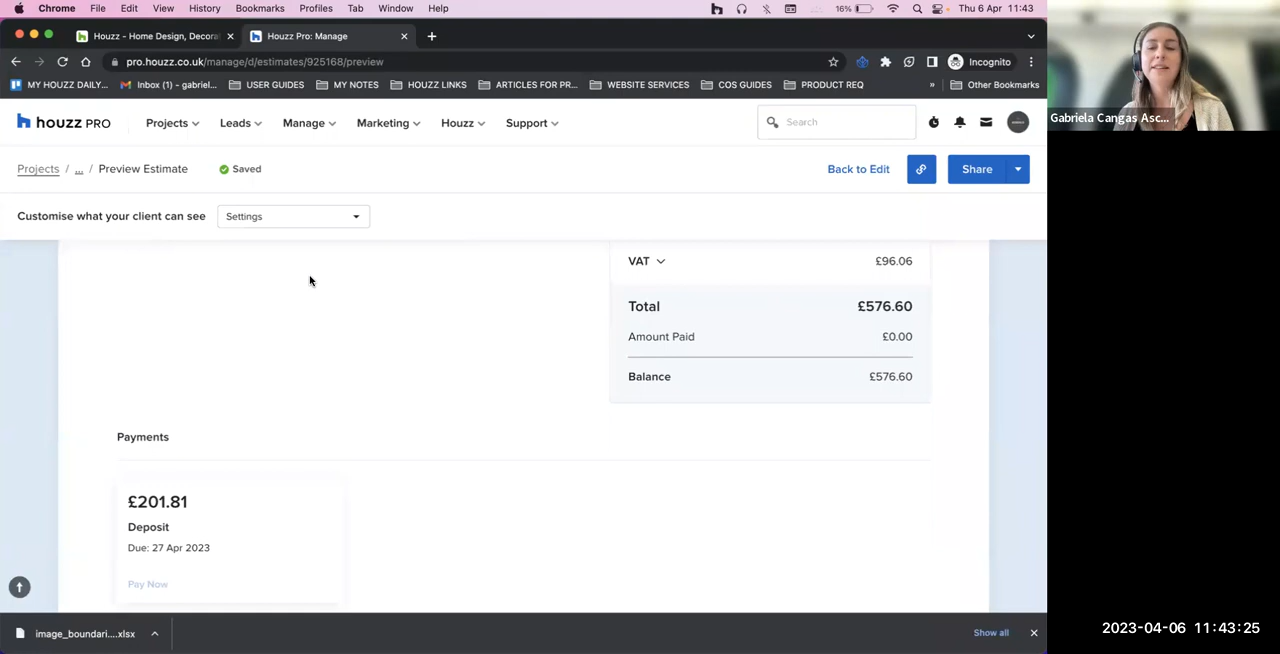 Chrome File Edit View History Bookmarks Profiles Tab Window Help 16% Thu 6 Apr 11:43
Houzz - Home Design, Decora Houzz Pro: Manage
pro.houzz.co.uk/manage/d/estimates/925168/preview Incognito
MY HOUZZ DAILY... Inbox (1) - gabriel... USER GUIDES MY NOTES HOUZZ LINKS ARTICLES FOR PR... WEBSITE SERVICES COS GUIDES PRODUCT REQ » Other Bookmarks
Gabriela Cangas Asc...
houzz PRO Projects Leads Manage Marketing Houzz Support Search
Projects / ... / Preview Estimate Saved Back to Edit Share
Customise what your client can see Settings
VAT £96.06
Total £576.60
Amount Paid £0.00
Balance £576.60
Payments
£201.81
Deposit
Due: 27 Apr 2023
Pay Now
image_boundari....xlsx Show all
2023-04-06 11:43:25